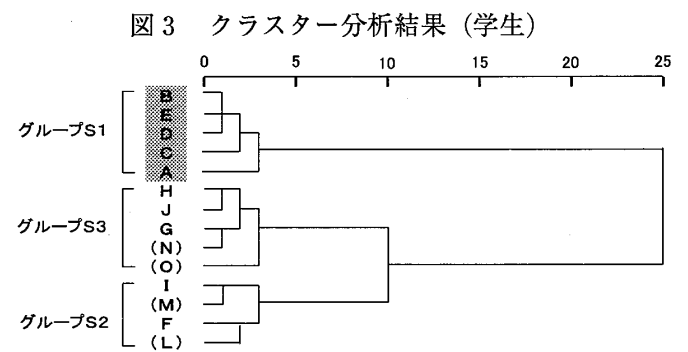 図3 クラスター分析結果（学生）
0 5 10 15 20 25
B
グループS1
E
D
C
A
H
J
グループS3
G
(N)
(O)
I
(M)
グループS2
F
(L)